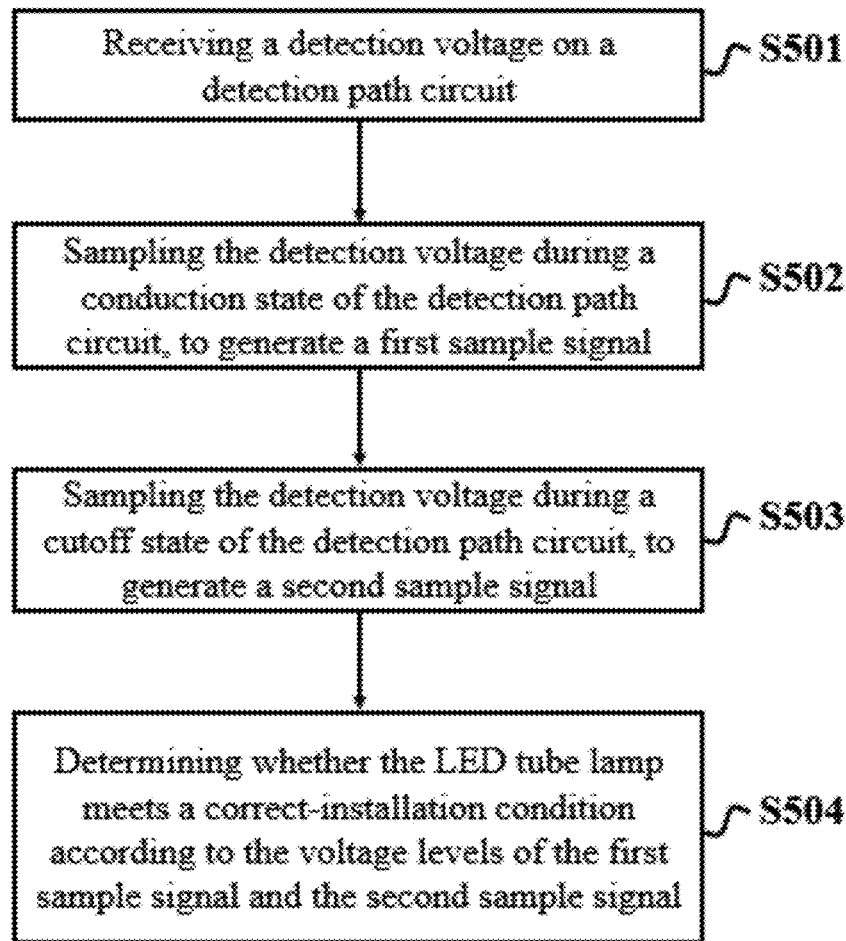 Receiving a detection voltage on a
detection path circuit
S501
Sampling the detection voltage during a
conduction state of the detection path
circuit, to generate a first sample signal
S502
Sampling the detection voltage during a
cutoff state of the detection path circuit, to
generate a second sample signal
S503
Determining whether the LED tube lamp
meets a correct-installation condition
according to the voltage levels of the first
sample signal and the second sample signal
S504